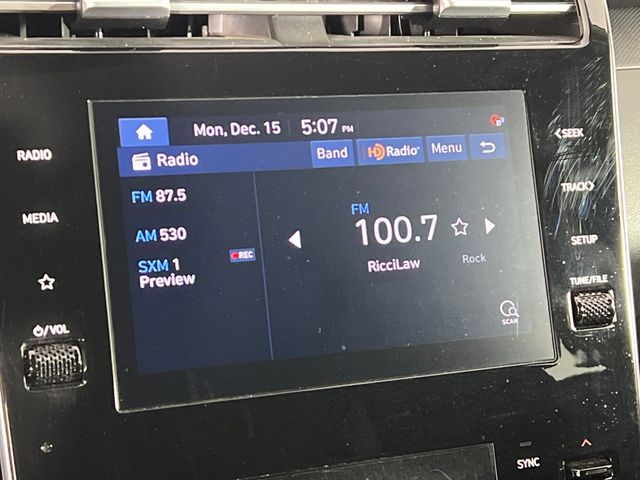 Mon, Dec. 15 5:07 PM
Radio Band HD Radio Menu
FM 87.5
AM 530
SXM 1
Preview
REC
FM
100.7
RicciLaw Rock
SCAN
RADIO
MEDIA
/VOL
SEEK
TRACK
SETUP
TUNE/FILE
SYNC